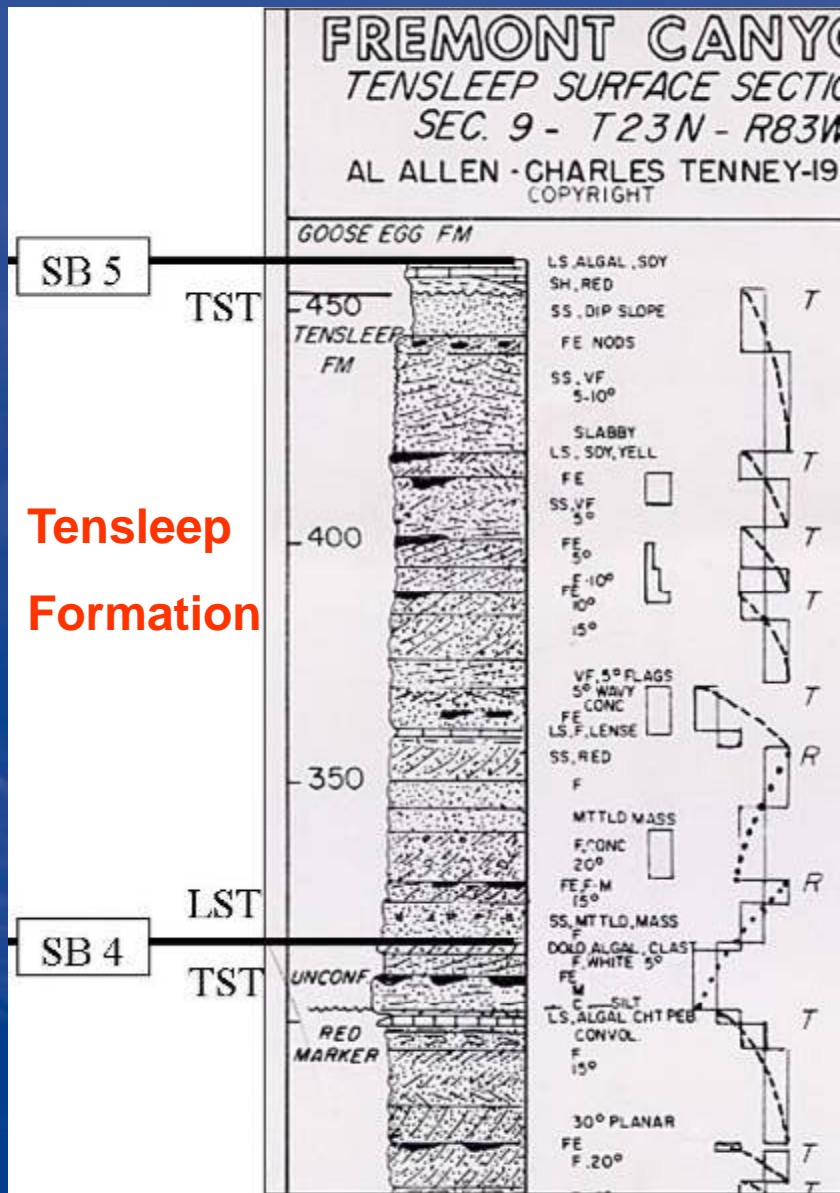 FREMONT CANYO
TENSLEEP SURFACE SECTIO
SEC. 9 - T23N - R83W
AL ALLEN - CHARLES TENNEY-19
COPYRIGHT
GOOSE EGG FM
SB 5
LS, ALGAL, SOY
SH, RED
TST
450
SS, DIP SLOPE
T
TENSLEEP
FM
FE NODS
SS, VF
5-10°
SLABBY
LS, SOY, YELL
T
FE
SS, VF
5°
Tensleep
400
FE
T
5°
F-10°
FE
10°
T
Formation
15°
VF, 5° FLAGS
5° WAVY
T
CONC
FE
LS, F, LENSE
SS, RED
R
350
F
MTTLD MASS
F, CONC
20°
FE, F-M
R
15°
LST
SS, MTTLD, MASS
F
SB 4
DOLO, ALGAL, CLAST
F, WHITE 5°
TST
UNCONF
FE
M
C - SILT
LS, ALGAL CHT PEB
T
RED
MARKER
CONVOL.
F
15°
30° PLANAR
FE
T
F. 20°
T